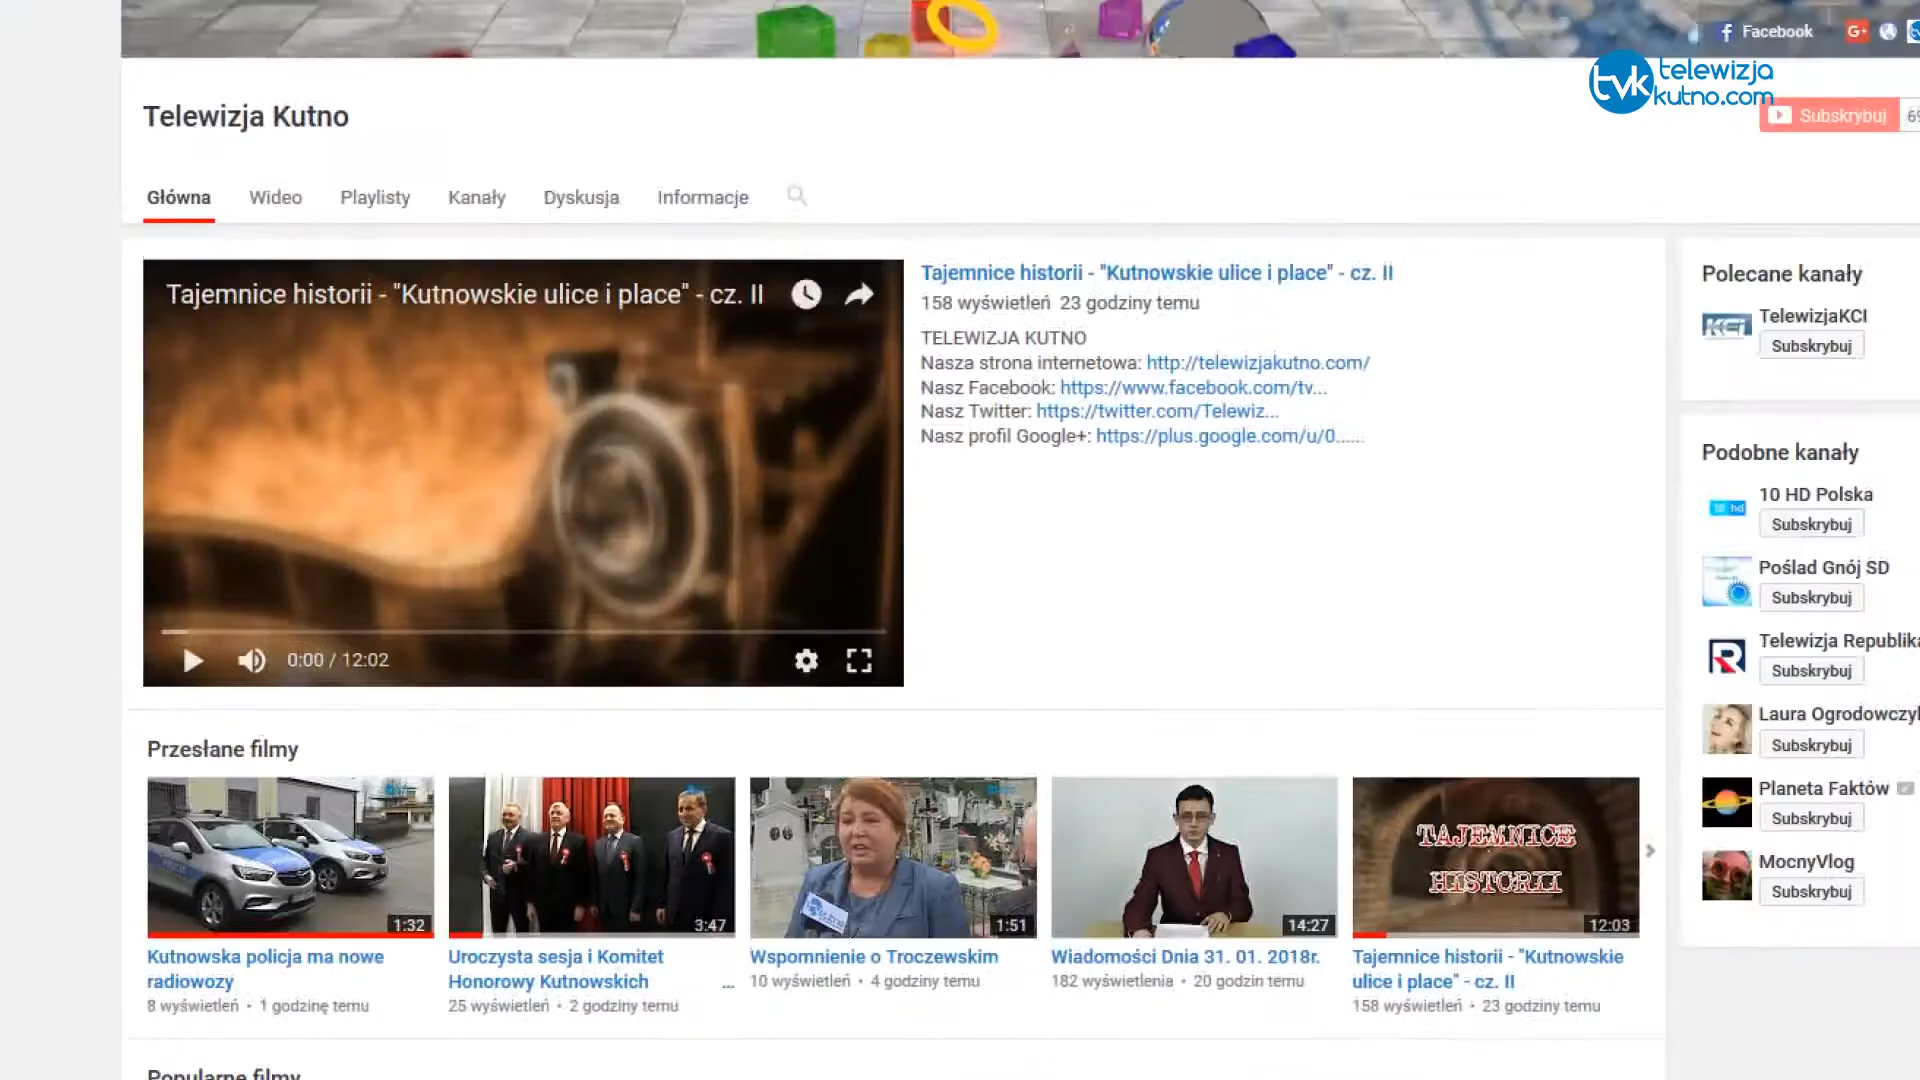 Facebook
G+
tvk telewizja
kutno.com
Telewizja Kutno
Subskrybuj
Główna Wideo Playlisty Kanały Dyskusja Informacje
Tajemnice historii - "Kutnowskie ulice i place" - cz. II
0:00 / 12:02
Tajemnice historii - "Kutnowskie ulice i place" - cz. II
158 wyświetleń 23 godziny temu
TELEWIZJA KUTNO
Nasza strona internetowa: http://telewizjakutno.com/
Nasz Facebook: https://www.facebook.com/tv...
Nasz Twitter: https://twitter.com/Telewiz...
Nasz profil Google+: https://plus.google.com/u/0......
Polecane kanały
KCI
TelewizjaKCI
Subskrybuj
Podobne kanały
10 HD Polska
Subskrybuj
Poślad Gnój SD
Subskrybuj
Telewizja Republika
Subskrybuj
Laura Ogrodowczyk
Subskrybuj
Planeta Faktów
Subskrybuj
MocnyVlog
Subskrybuj
Przesłane filmy
1:32
Kutnowska policja ma nowe
radiowozy
8 wyświetleń • 1 godzinę temu
3:47
Uroczysta sesja i Komitet
Honorowy Kutnowskich ...
25 wyświetleń • 2 godziny temu
1:51
Wspomnienie o Troczewskim
10 wyświetleń • 4 godziny temu
14:27
Wiadomości Dnia 31. 01. 2018r.
182 wyświetlenia • 20 godzin temu
TAJEMNICE
HISTORII
12:03
Tajemnice historii - "Kutnowskie
ulice i place" - cz. II
158 wyświetleń • 23 godziny temu
Popularne filmy